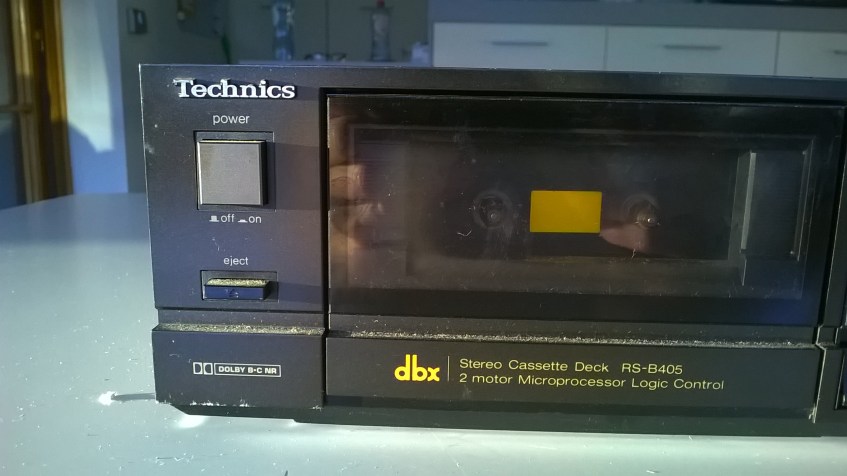 Technics
power
off on
eject
DOLBY B-C NR
dbx
Stereo Cassette Deck RS-B405
2 motor Microprocessor Logic Control